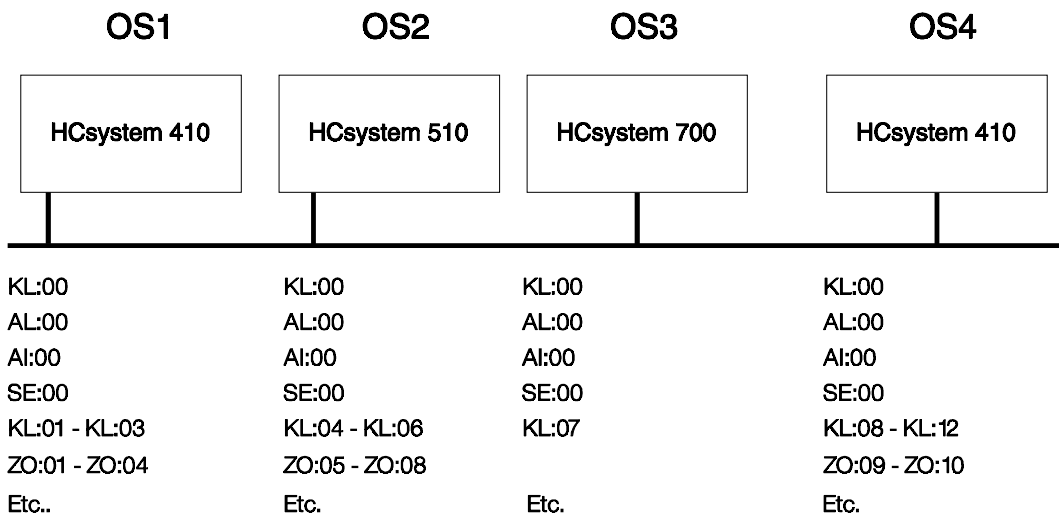 OS1 OS2 OS3 OS4
HCsystem 410 HCsystem 510 HCsystem 700 HCsystem 410
KL:00 KL:00 KL:00 KL:00
AL:00 AL:00 AL:00 AL:00
AI:00 AI:00 AI:00 AI:00
SE:00 SE:00 SE:00 SE:00
KL:01 - KL:03 KL:04 - KL:06 KL:07 KL:08 - KL:12
ZO:01 - ZO:04 ZO:05 - ZO:08 ZO:09 - ZO:10
Etc.. Etc. Etc. Etc.